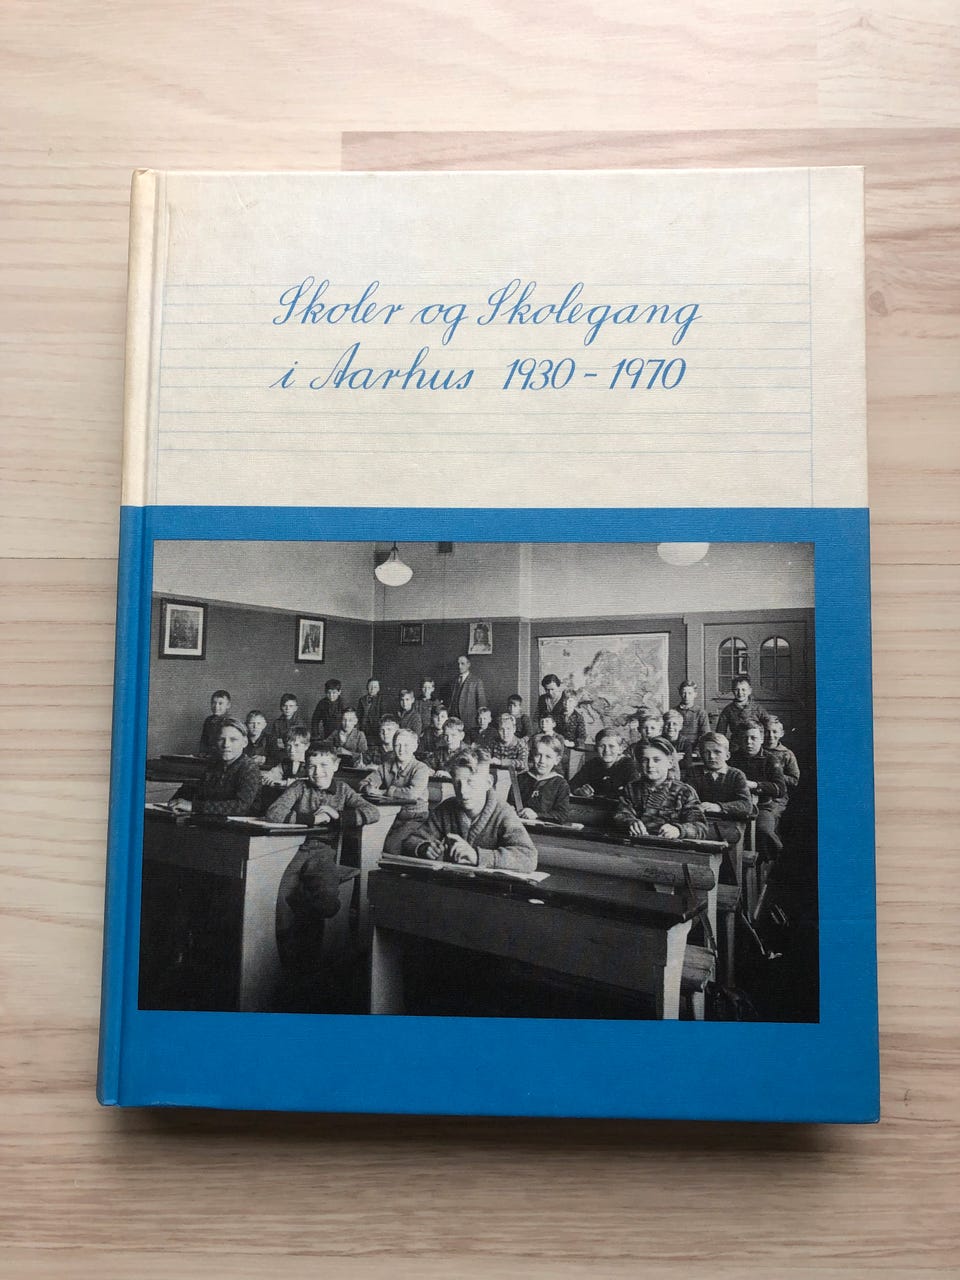 Skoler og Skolegang
i Aarhus 1930 - 1970